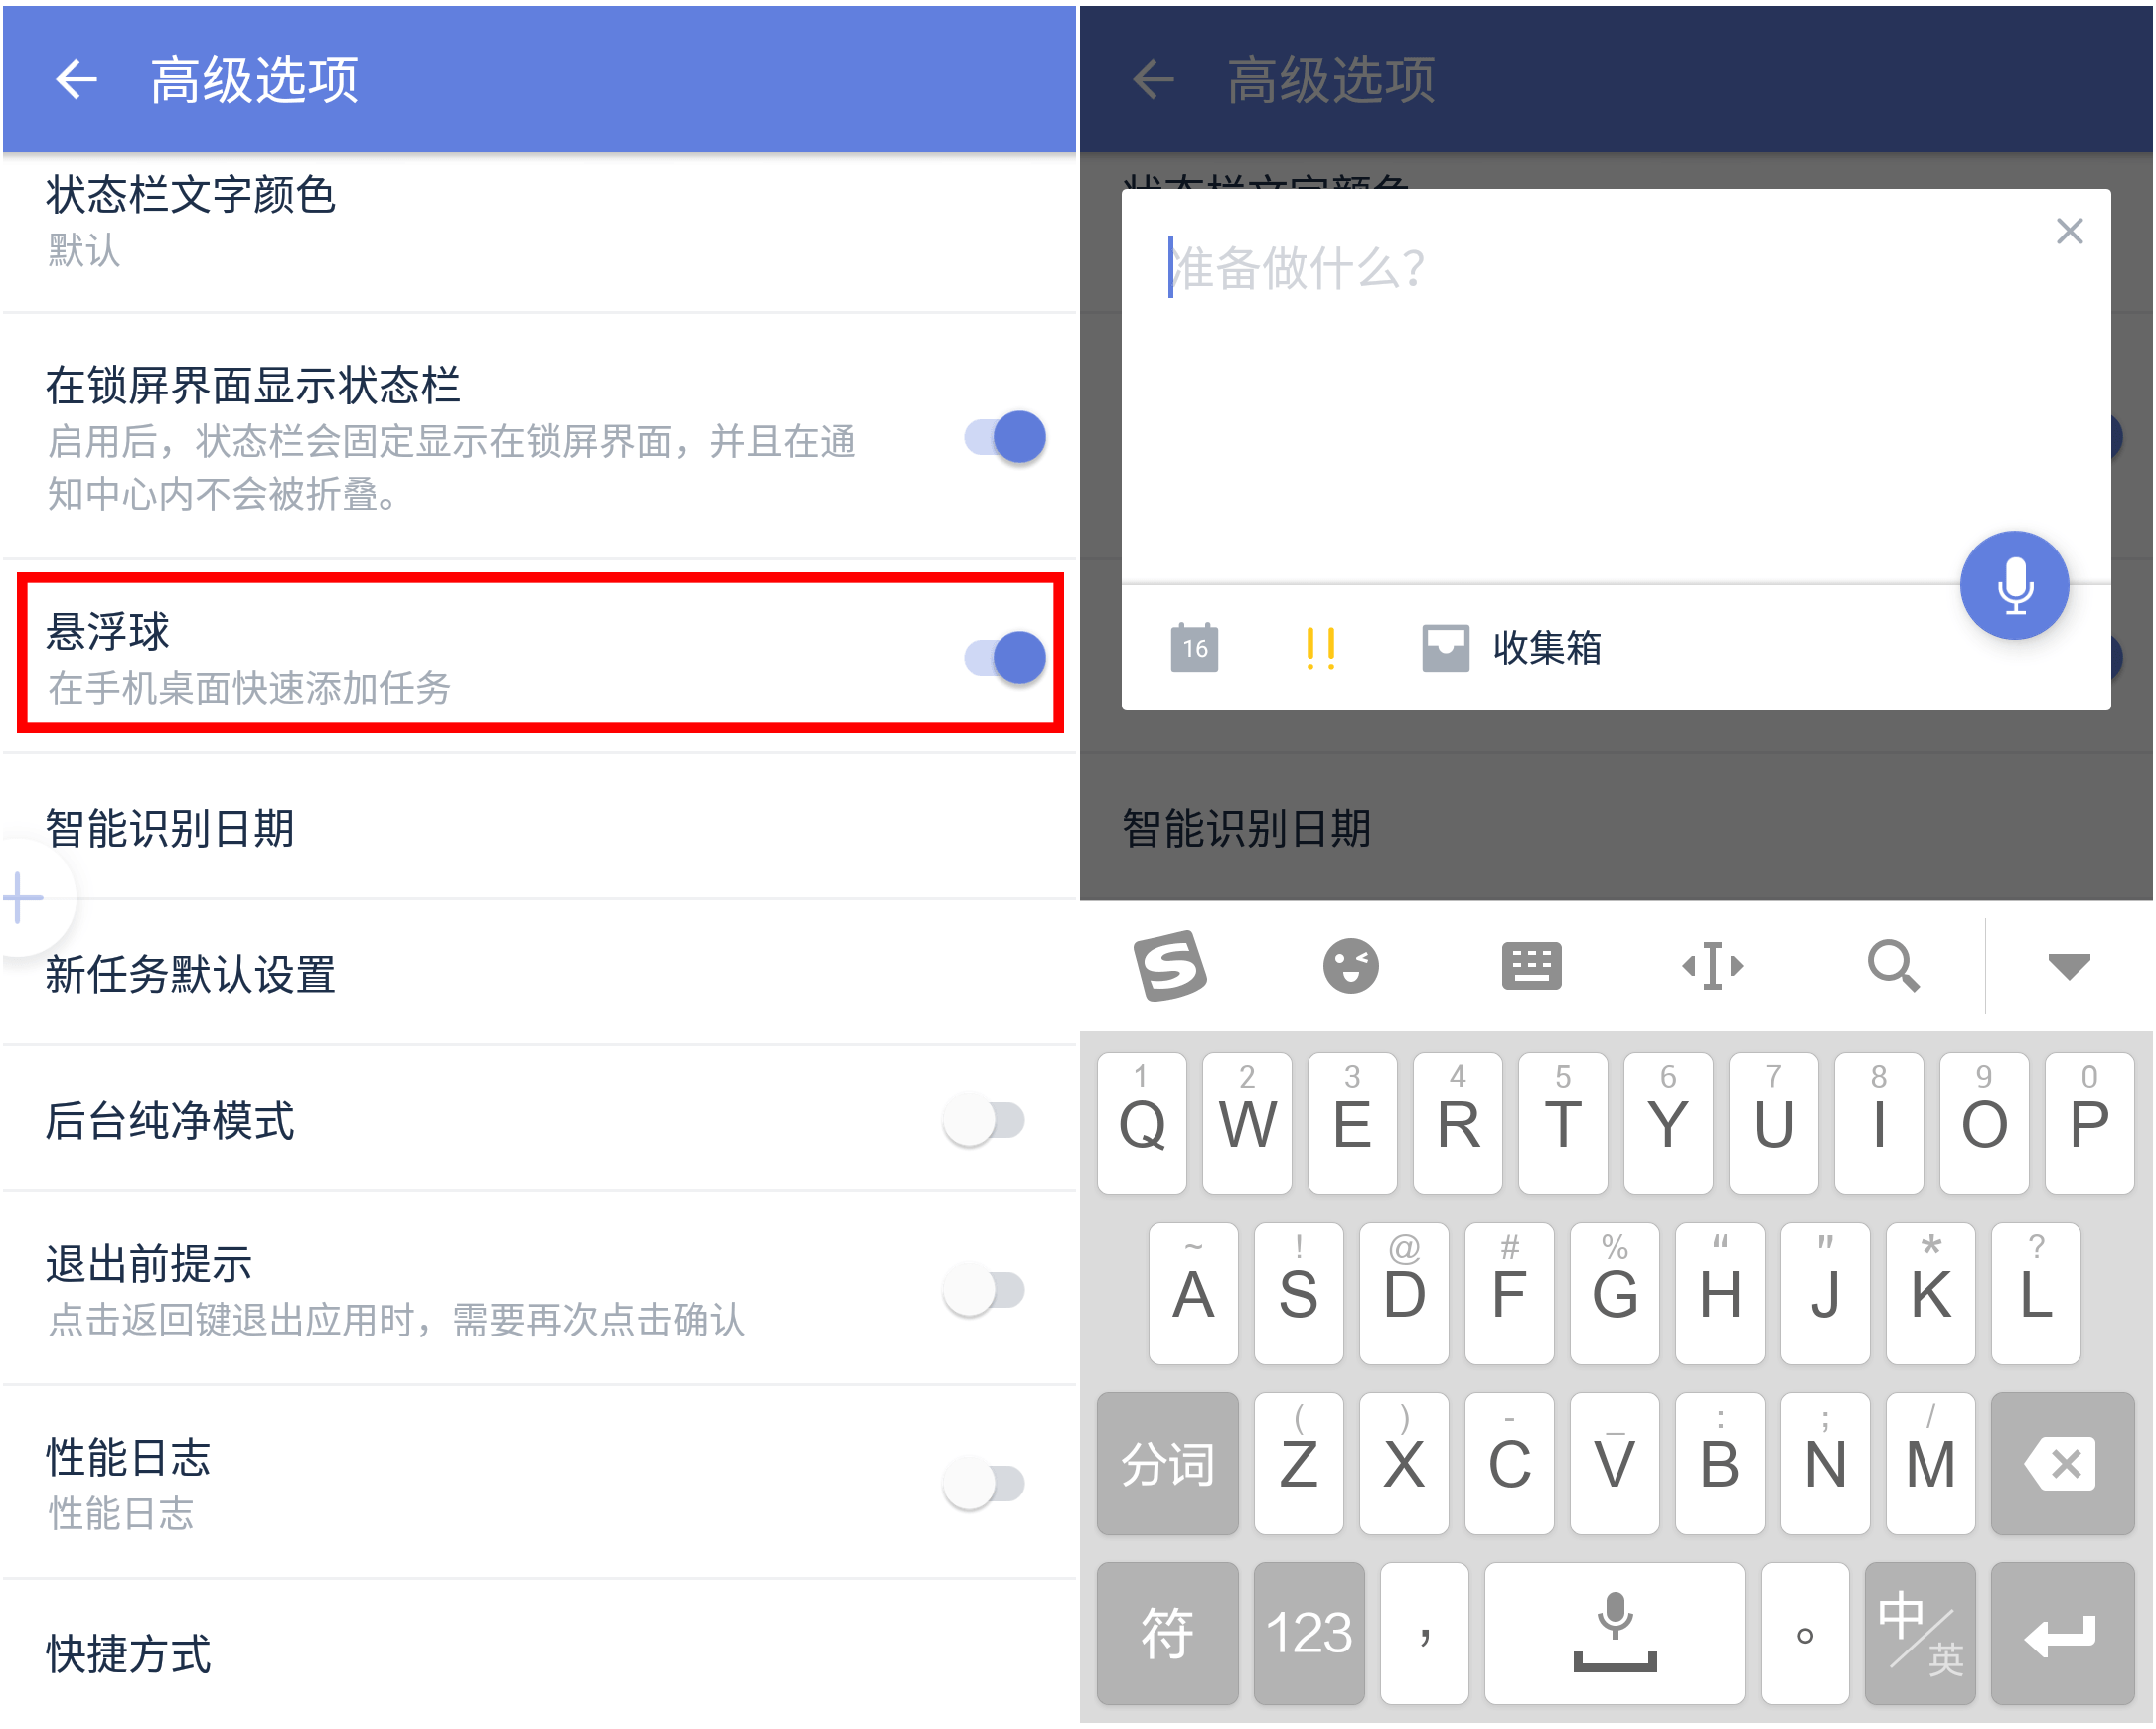 高级选项
状态栏文字颜色
默认
在锁屏界面显示状态栏
启用后，状态栏会固定显示在锁屏界面，并且在通
知中心内不会被折叠。
悬浮球
在手机桌面快速添加任务
智能识别日期
新任务默认设置
后台纯净模式
退出前提示
点击返回键退出应用时，需要再次点击确认
性能日志
性能日志
快捷方式
高级选项
状态栏文字颜色
准备做什么？
16
!!
收集箱
智能识别日期
1 2 3 4 5 6 7 8 9 0
Q W E R T Y U I O P
~ ! @ # % “ " * ?
A S D F G H J K L
( ) - _ : ; /
分词 Z X C V B N M
符 123 ， 。 中/英